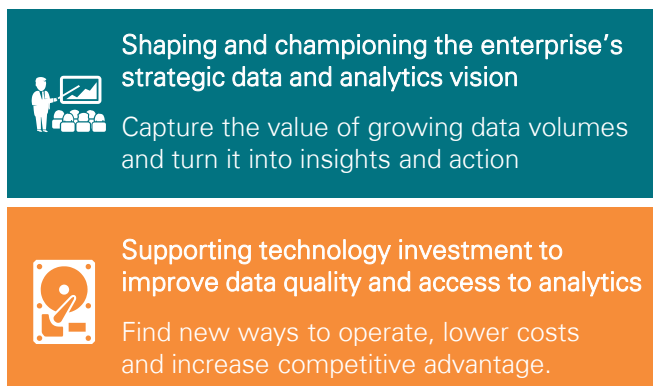 Shaping and championing the enterprise's
strategic data and analytics vision
Capture the value of growing data volumes
and turn it into insights and action
Supporting technology investment to
improve data quality and access to analytics
Find new ways to operate, lower costs
and increase competitive advantage.